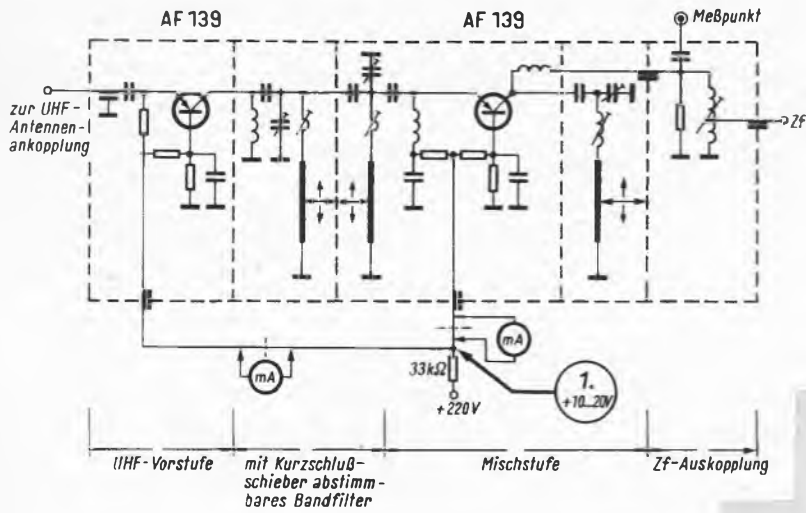 AF 139
AF 139
Meßpunkt
zur UHF-
Antennen-
ankopplung
Zf
mA
mA
33kΩ
+220V
1.
+10...20V
UHF-Vorstufe
mit Kurzschluß-
schieber abstimm-
bares Bandfilter
Mischstufe
Zf-Auskopplung